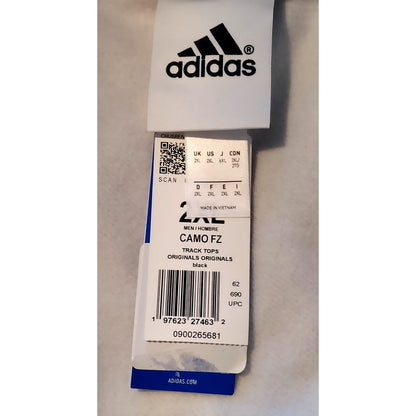 adidas®
SCAN
UK US J CDN
2XL 2XL 4XL 2XL/
2TG
D F E I
2XL 2XL 2XL 2XL
MADE IN VIETNAM
2XL
MEN / HOMBRE
CAMO FZ
TRACK TOPS
ORIGINALS ORIGINALS
black
62
690
UPC
1 97623 27463 2
0900265681
ADIDAS.COM